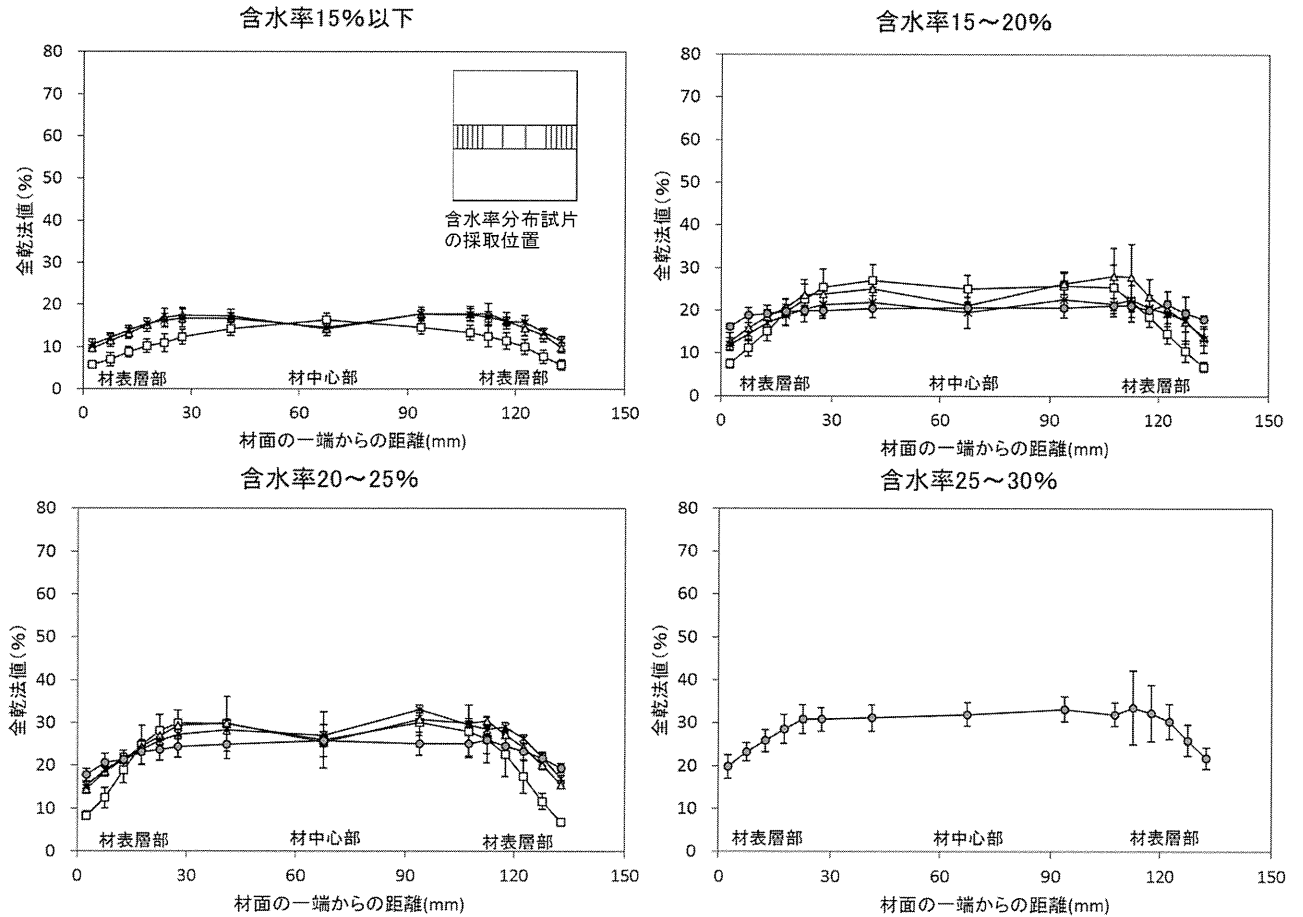 含水率15%以下
80
70
60
50
40
30
20
10
0
全乾法値(%)
含水率分布試片
の採取位置
材表層部
材中心部
材表層部
0
30
60
90
120
150
材面の一端からの距離(mm)
含水率15～20%
80
70
60
50
40
30
20
10
0
全乾法値(%)
材表層部
材中心部
材表層部
0
30
60
90
120
150
材面の一端からの距離(mm)
含水率20～25%
80
70
60
50
40
30
20
10
0
全乾法値(%)
材表層部
材中心部
材表層部
0
30
60
90
120
150
材面の一端からの距離(mm)
含水率25～30%
80
70
60
50
40
30
20
10
0
全乾法値(%)
材表層部
材中心部
材表層部
0
30
60
90
120
150
材面の一端からの距離(mm)